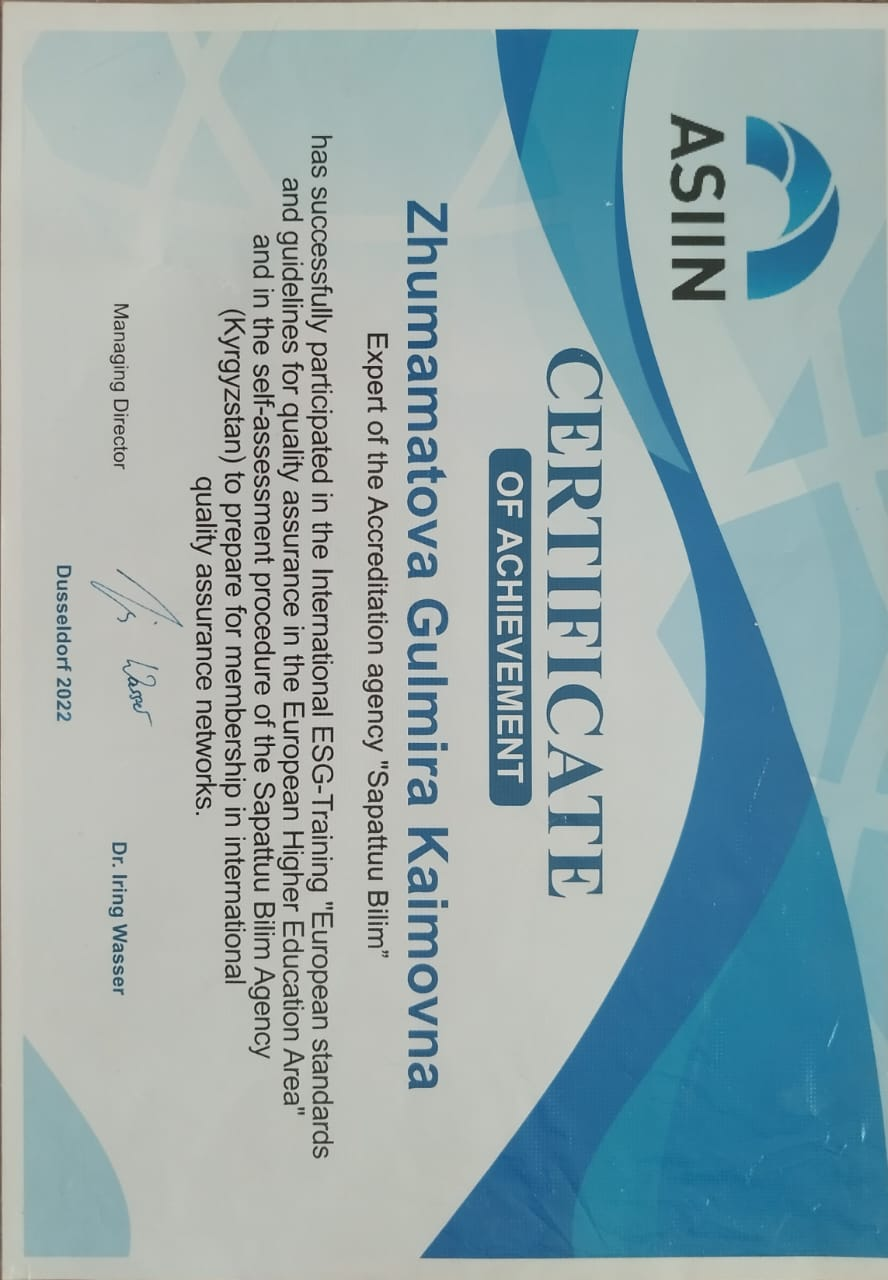 ASIIN
CERTIFICATE
OF ACHIEVEMENT
Zhumamatova Gulmira Kaimovna
Expert of the Accreditation agency "Sapattuu Bilim”
has successfully participated in the International ESG-Training "European standards
and guidelines for quality assurance in the European Higher Education Area"
and in the self-assessment procedure of the Sapattuu Bilim Agency
(Kyrgyzstan) to prepare for membership in international
quality assurance networks.
Managing Director
Dr. Iring Wasser
Dusseldorf 2022